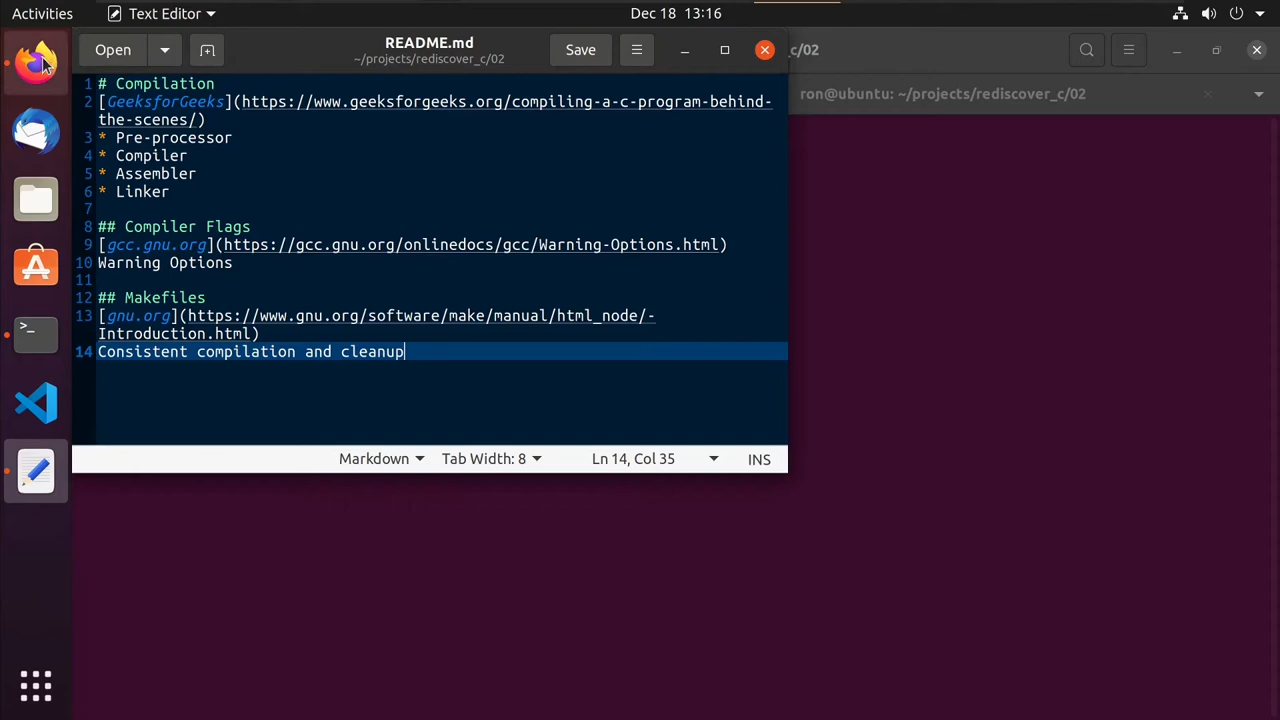 Activities
Text Editor
Dec 18 13:16
Open
README.md
~/projects/rediscover_c/02
Save
_c/02
ron@ubuntu: ~/projects/rediscover_c/02
1 # Compilation
2 [GeeksforGeeks](https://www.geeksforgeeks.org/compiling-a-c-program-behind-
the-scenes/)
3 * Pre-processor
4 * Compiler
5 * Assembler
6 * Linker
7
8 ## Compiler Flags
9 [gcc.gnu.org](https://gcc.gnu.org/onlinedocs/gcc/Warning-Options.html)
10 Warning Options
11
12 ## Makefiles
13 [gnu.org](https://www.gnu.org/software/make/manual/html_node/-
Introduction.html)
14 Consistent compilation and cleanup
Markdown
Tab Width: 8
Ln 14, Col 35
INS